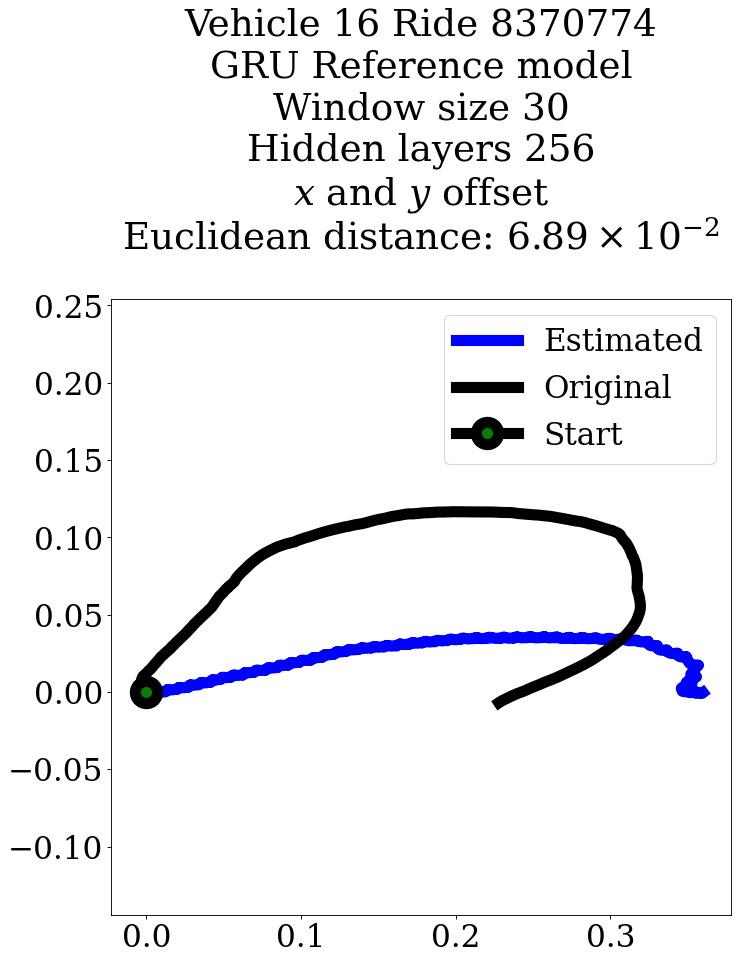 Vehicle 16 Ride 8370774
GRU Reference model
Window size 30
Hidden layers 256
x and y offset
Euclidean distance: 6.89 × 10⁻²
0.25
0.20
0.15
0.10
0.05
0.00
−0.05
−0.10
Estimated
Original
Start
0.0 0.1 0.2 0.3